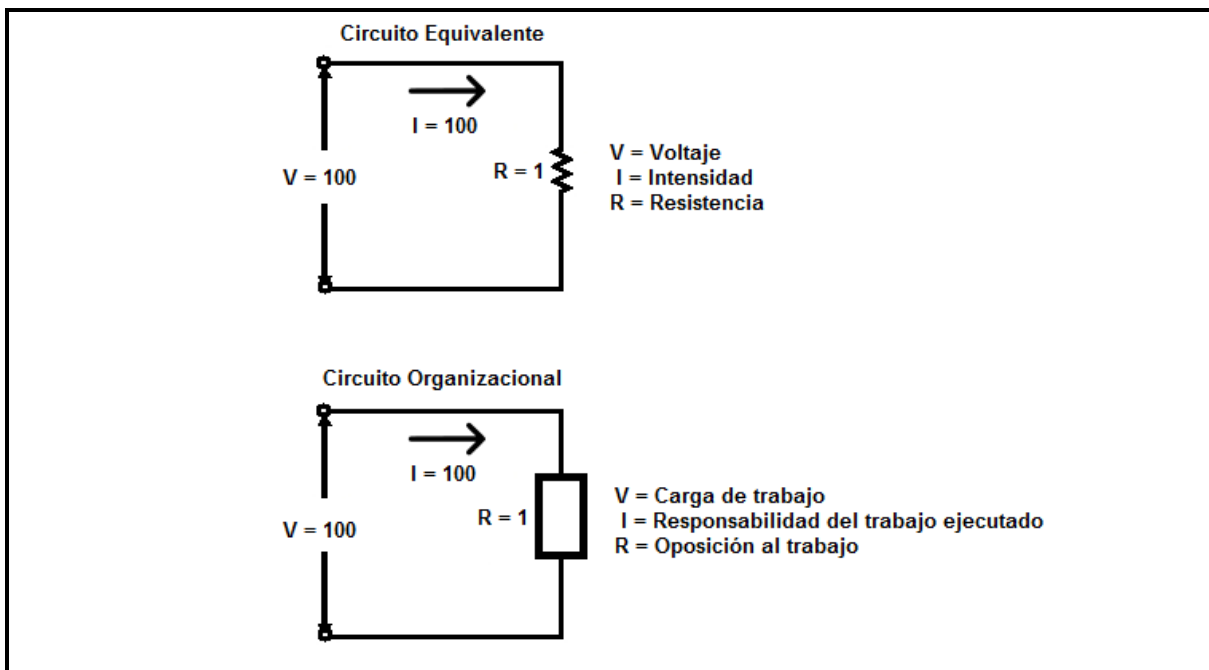 Circuito Equivalente
I = 100
V = 100
R = 1
V = Voltaje
I = Intensidad
R = Resistencia
Circuito Organizacional
I = 100
V = 100
R = 1
V = Carga de trabajo
I = Responsabilidad del trabajo ejecutado
R = Oposición al trabajo